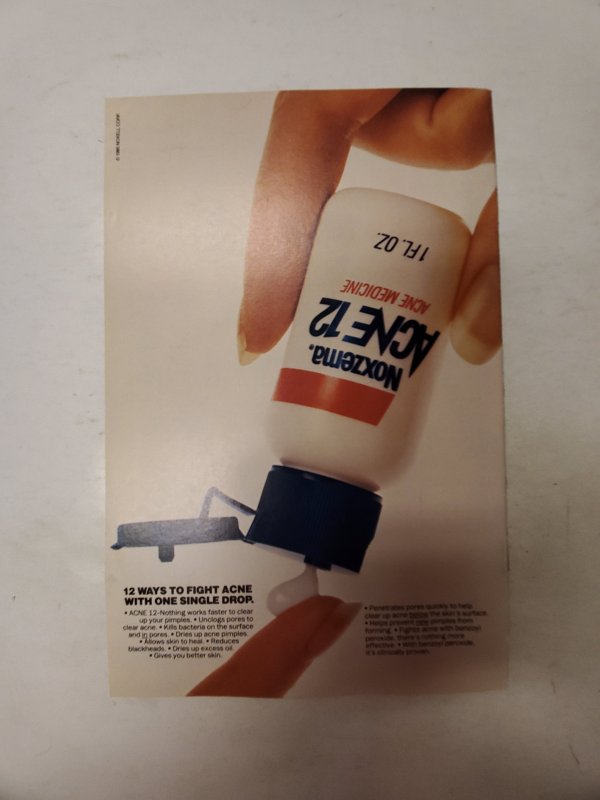 © 1985 NOXELL CORP.
1 FL. OZ.
ACNE MEDICINE
ACNE 12
Noxzema.
12 WAYS TO FIGHT ACNE
WITH ONE SINGLE DROP.
• ACNE 12-Nothing works faster to clear
up your pimples. • Unclogs pores to
clear acne. • Kills bacteria on the surface
and in pores. • Dries up acne pimples.
• Allows skin to heal. • Reduces
blackheads. • Dries up excess oil.
• Gives you better skin.
• Penetrates pores quickly to help
clear up acne below the skin's surface.
• Helps prevent new pimples from
forming. • Fights acne with benzoyl
peroxide, there's nothing more
effective. • With benzoyl peroxide,
it's clinically proven.